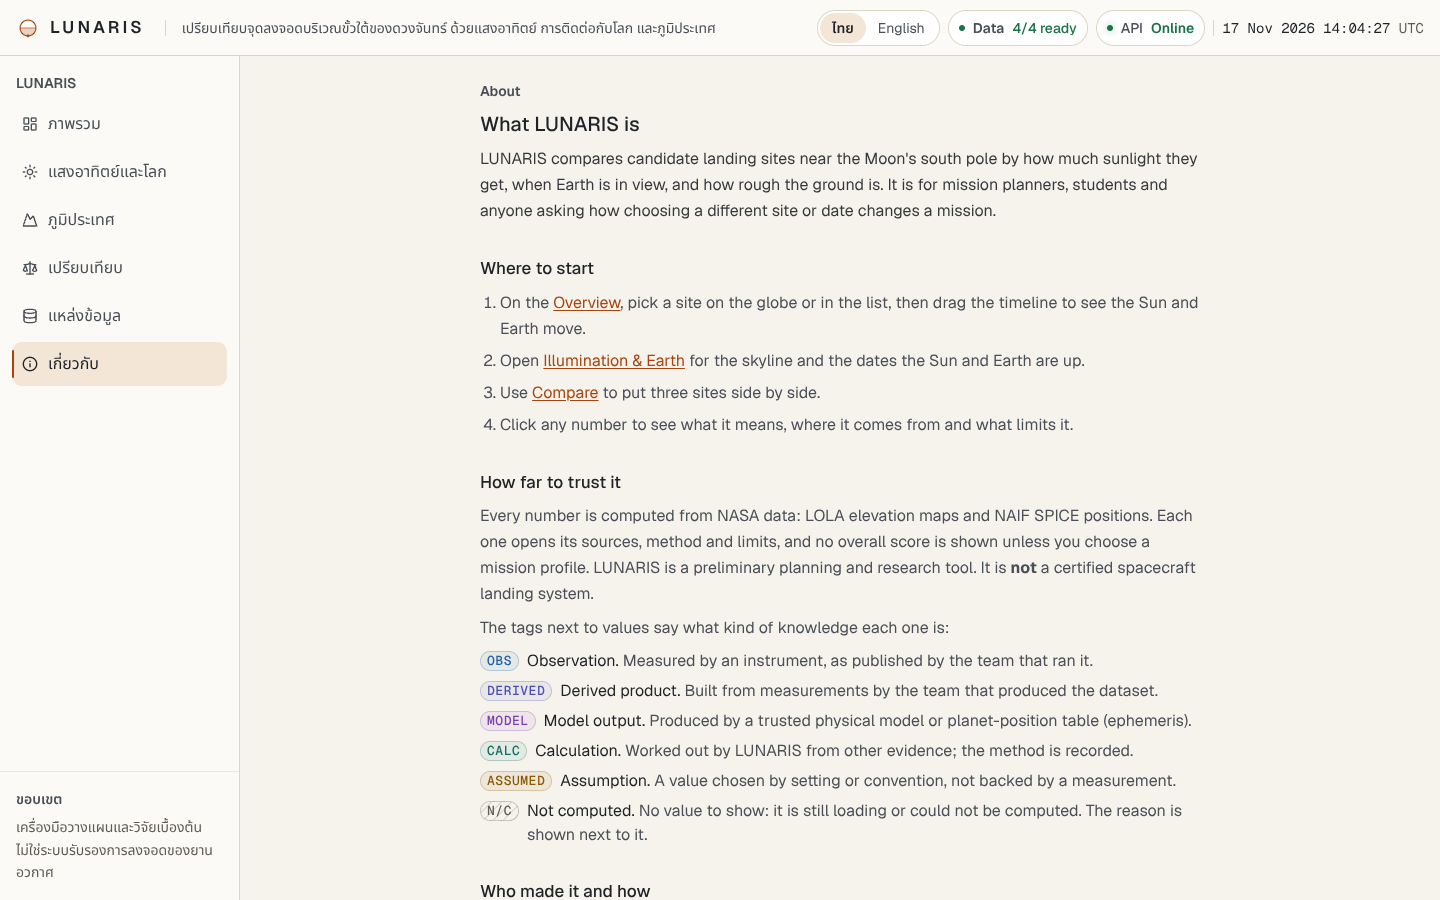 LUNARIS
เปรียบเทียบจุดลงจอดบริเวณขั้วใต้ของดวงจันทร์ ด้วยแสงอาทิตย์ การติดต่อกับโลก และภูมิประเทศ
ไทย English
Data 4/4 ready
API Online
17 Nov 2026 14:04:27 UTC
LUNARIS
ภาพรวม
แสงอาทิตย์และโลก
ภูมิประเทศ
เปรียบเทียบ
แหล่งข้อมูล
เกี่ยวกับ
ขอบเขต
เครื่องมือวางแผนและวิจัยเบื้องต้น
ไม่ใช่ระบบรับรองการลงจอดของยาน
อวกาศ
About
What LUNARIS is
LUNARIS compares candidate landing sites near the Moon's south pole by how much sunlight they
get, when Earth is in view, and how rough the ground is. It is for mission planners, students and
anyone asking how choosing a different site or date changes a mission.
Where to start
1. On the Overview, pick a site on the globe or in the list, then drag the timeline to see the Sun and
Earth move.
2. Open Illumination & Earth for the skyline and the dates the Sun and Earth are up.
3. Use Compare to put three sites side by side.
4. Click any number to see what it means, where it comes from and what limits it.
How far to trust it
Every number is computed from NASA data: LOLA elevation maps and NAIF SPICE positions. Each
one opens its sources, method and limits, and no overall score is shown unless you choose a
mission profile. LUNARIS is a preliminary planning and research tool. It is not a certified spacecraft
landing system.
The tags next to values say what kind of knowledge each one is:
OBS Observation. Measured by an instrument, as published by the team that ran it.
DERIVED Derived product. Built from measurements by the team that produced the dataset.
MODEL Model output. Produced by a trusted physical model or planet-position table (ephemeris).
CALC Calculation. Worked out by LUNARIS from other evidence; the method is recorded.
ASSUMED Assumption. A value chosen by setting or convention, not backed by a measurement.
N/C Not computed. No value to show: it is still loading or could not be computed. The reason is
shown next to it.
Who made it and how